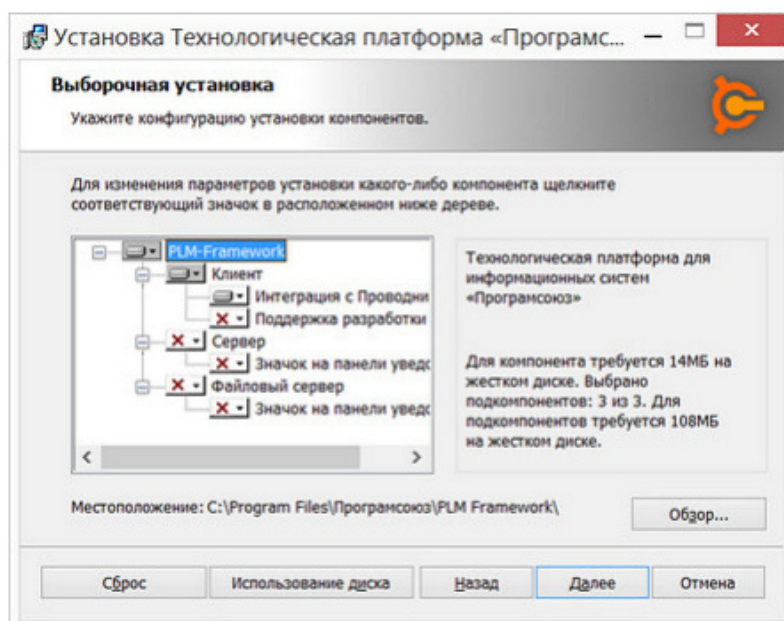 Установка Технологическая платформа «Програмс...
Выборочная установка
Укажите конфигурацию установки компонентов.
Для изменения параметров установки какого-либо компонента щелкните
соответствующий значок в расположенном ниже дереве.
PLM-Framework
Клиент
Интеграция с Проводни
Поддержка разработки
Сервер
Значок на панели уведо
Файловый сервер
Значок на панели уведо
Технологическая платформа для
информационных систем
«Програмсоюз»
Для компонента требуется 14МБ на
жестком диске. Выбрано
подкомпонентов: 3 из 3. Для
подкомпонентов требуется 108МБ
на жестком диске.
Местоположение: C:\Program Files\Програмсоюз\PLM Framework\
Обзор...
Сброс
Использование диска
Назад
Далее
Отмена